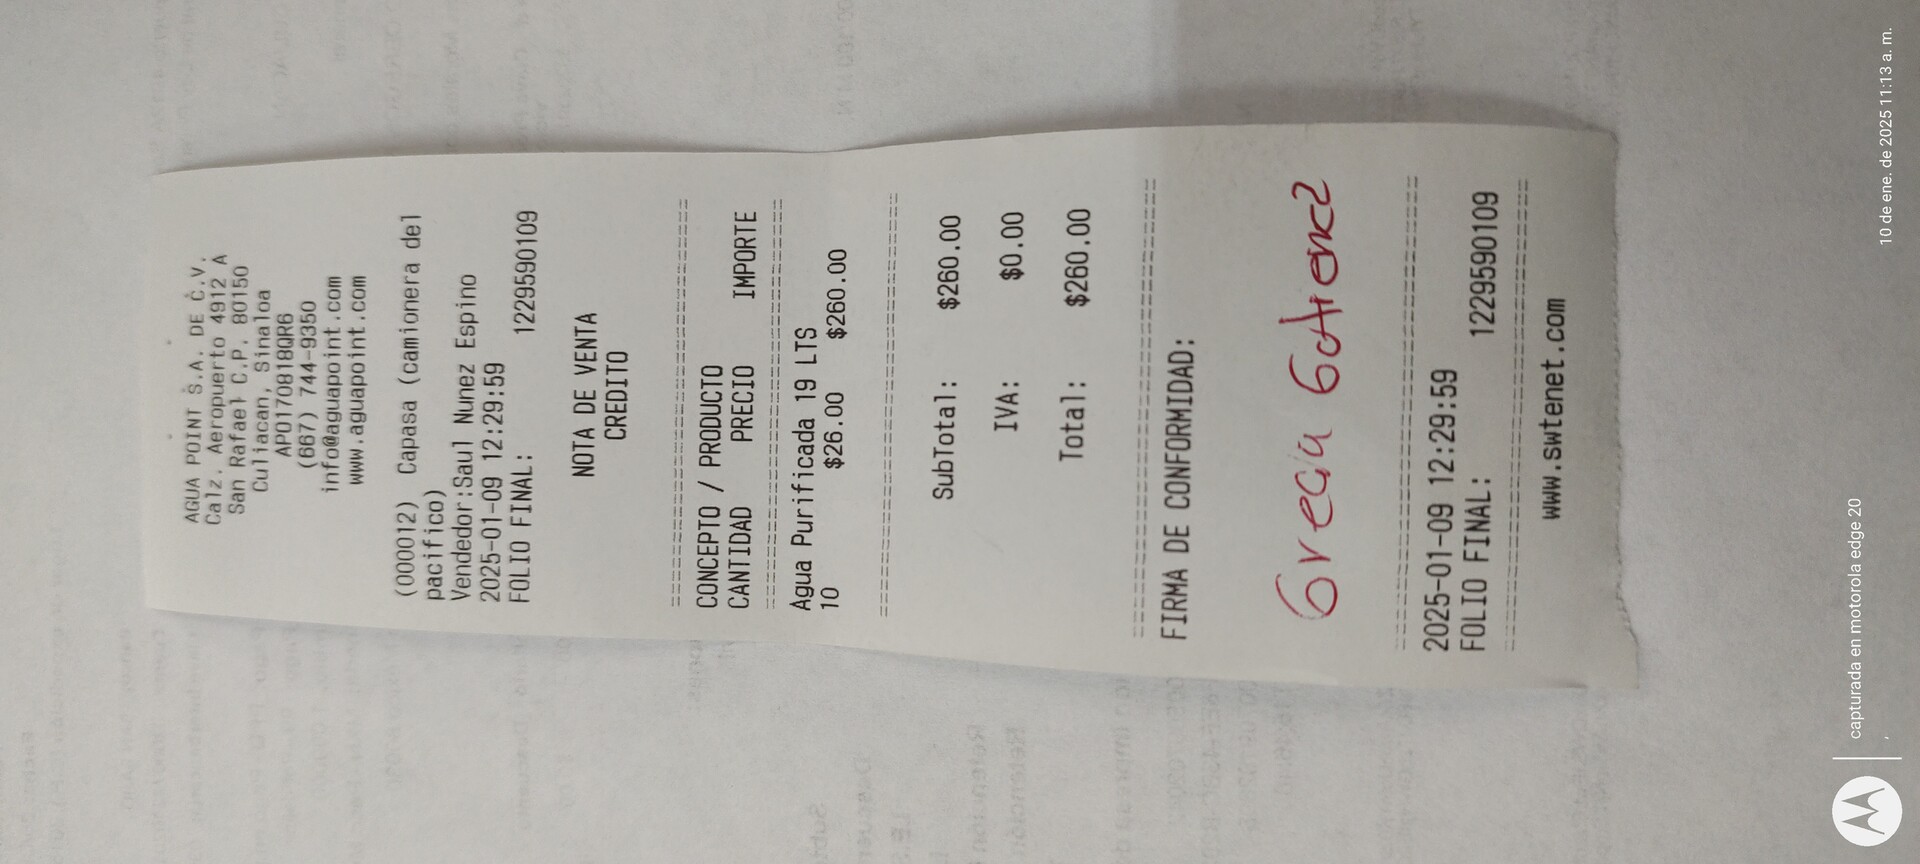 AGUA POINT S.A. DE C.V.
Calz. Aeropuerto 4912 A
San Rafael C.P. 80150
Culiacan, Sinaloa
APO170818QR6
(667) 744-9350
info@aguapoint.com
www.aguapoint.com
(000012) Capasa (camionera del
pacifico)
Vendedor:Saul Nunez Espino
2025-01-09 12:29:59
FOLIO FINAL: 1229590109
NOTA DE VENTA
CREDITO
================================
CONCEPTO / PRODUCTO
CANTIDAD PRECIO IMPORTE
================================
Agua Purificada 19 LTS
10 $26.00 $260.00
================================
SubTotal: $260.00
IVA: $0.00
Total: $260.00
================================
FIRMA DE CONFORMIDAD:
Grecia
================================
2025-01-09 12:29:59
FOLIO FINAL: 1229590109
================================
www.swtenet.com
capturada en motorola edge 20
,
10 de ene. de 2025 11:13 a. m.